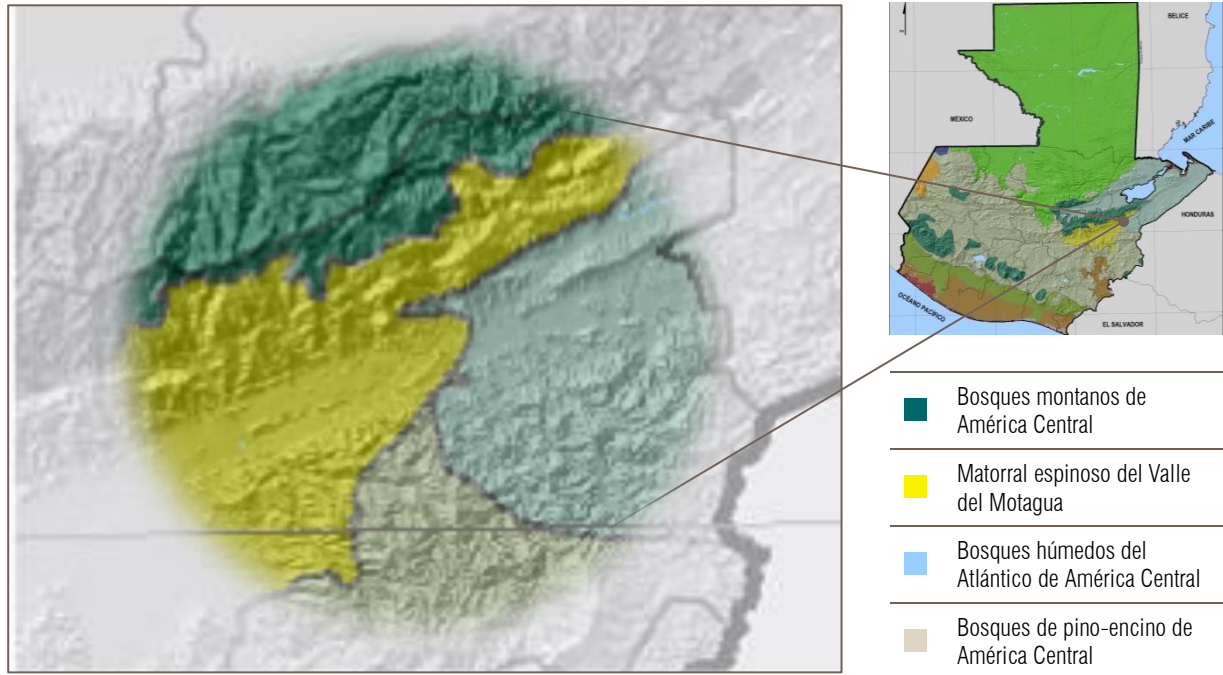 BELICE
MÉXICO
MAR CARIBE
HONDURAS
OCÉANO PACÍFICO
EL SALVADOR
Bosques montanos de
América Central
Matorral espinoso del Valle
del Motagua
Bosques húmedos del
Atlántico de América Central
Bosques de pino-encino de
América Central